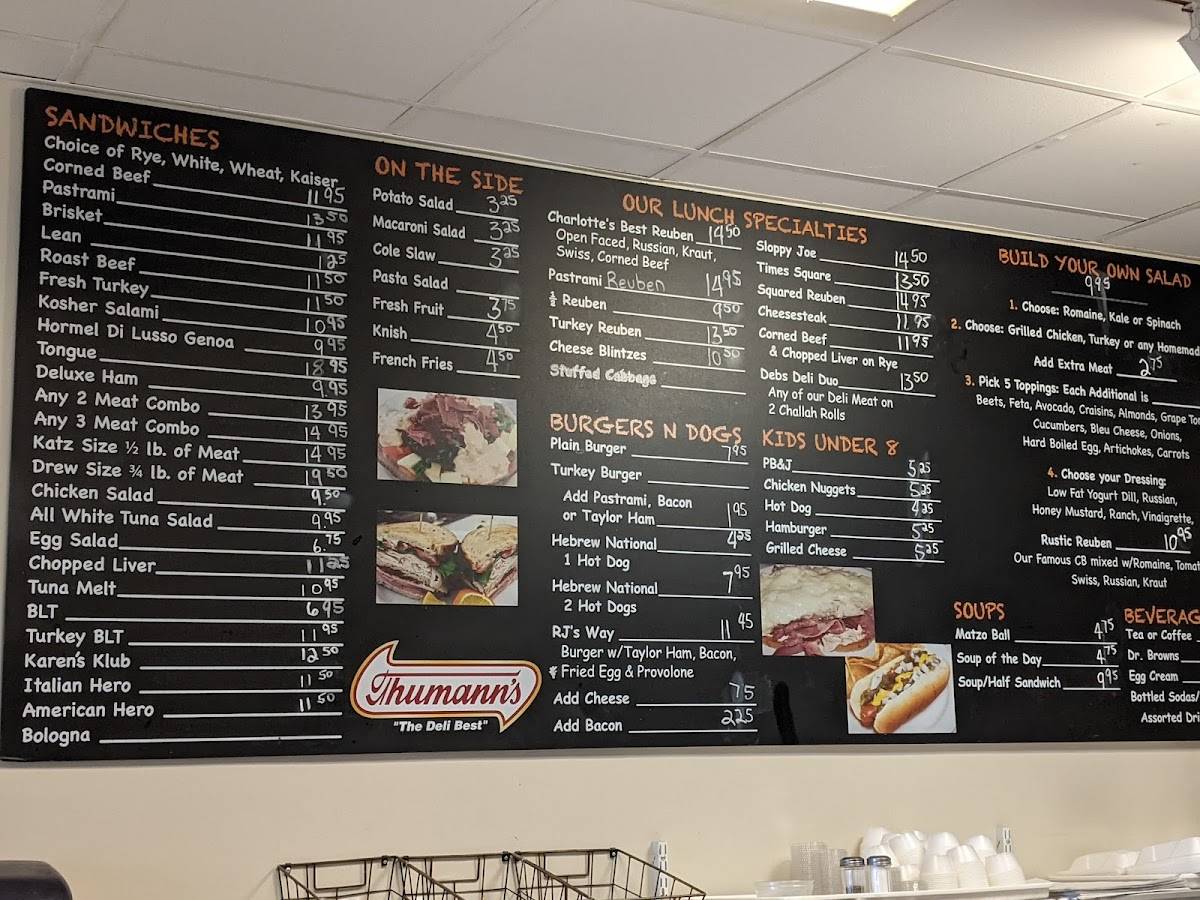 SANDWICHES
Choice of Rye, White, Wheat, Kaiser
Corned Beef 11 95
Pastrami 13 50
Brisket 11 95
Lean 1 25
Roast Beef 11 50
Fresh Turkey 11 50
Kosher Salami 10 95
Hormel Di Lusso Genoa 9 95
Tongue 18 95
Deluxe Ham 9.95
Any 2 Meat Combo 13 95
Any 3 Meat Combo 14 95
Katz Size ½ lb. of Meat 14 95
Drew Size ¾ lb. of Meat 19 50
Chicken Salad 9.50
All White Tuna Salad 9.95
Egg Salad 6.75
Chopped Liver 11 25
Tuna Melt 10 95
BLT 6 95
Turkey BLT 11 95
Karen's Klub 12 50
Italian Hero 11 50
American Hero 11 50
Bologna
ON THE SIDE
Potato Salad 3 25
Macaroni Salad 3 25
Cole Slaw 3 25
Pasta Salad
Fresh Fruit 3 75
Knish 4 50
French Fries 4 50
Thumann's
"The Deli Best"
OUR LUNCH SPECIALTIES
Charlotte's Best Reuben 14 50
Open Faced, Russian, Kraut,
Swiss, Corned Beef
Pastrami Reuben 14 95
½ Reuben 9 50
Turkey Reuben 13 50
Cheese Blintzes 10 50
Stuffed Cabbage
Sloppy Joe 14 50
Times Square 13 50
Squared Reuben 14 95
Cheesesteak 11 95
Corned Beef 11 95
& Chopped Liver on Rye
Debs Deli Duo 13 50
Any of our Deli Meat on
2 Challah Rolls
BURGERS N DOGS
Plain Burger 7 95
Turkey Burger
Add Pastrami, Bacon
or Taylor Ham 1 95
Hebrew National 4 25
1 Hot Dog
Hebrew National 7 95
2 Hot Dogs
RJ's Way 11 45
Burger w/Taylor Ham, Bacon,
Fried Egg & Provolone
Add Cheese 75
Add Bacon 2 25
KIDS UNDER 8
PB&J 5 25
Chicken Nuggets 5 25
Hot Dog 4 25
Hamburger 5 25
Grilled Cheese 5 25
BUILD YOUR OWN SALAD
9 95
1. Choose: Romaine, Kale or Spinach
2. Choose: Grilled Chicken, Turkey or any Homemad
Add Extra Meat 2 75
3. Pick 5 Toppings: Each Additional is
Beets, Feta, Avocado, Craisins, Almonds, Grape Tom
Cucumbers, Bleu Cheese, Onions,
Hard Boiled Egg, Artichokes, Carrots
4. Choose your Dressing:
Low Fat Yogurt Dill, Russian,
Honey Mustard, Ranch, Vinaigrette,
Rustic Reuben 10 95
Our Famous CB mixed w/Romaine, Tomat
Swiss, Russian, Kraut
SOUPS
Matzo Ball 4 75
Soup of the Day 4 75
Soup/Half Sandwich 9 95
BEVERAG
Tea or Coffee
Dr. Browns
Egg Cream
Bottled Sodas/
Assorted Dri